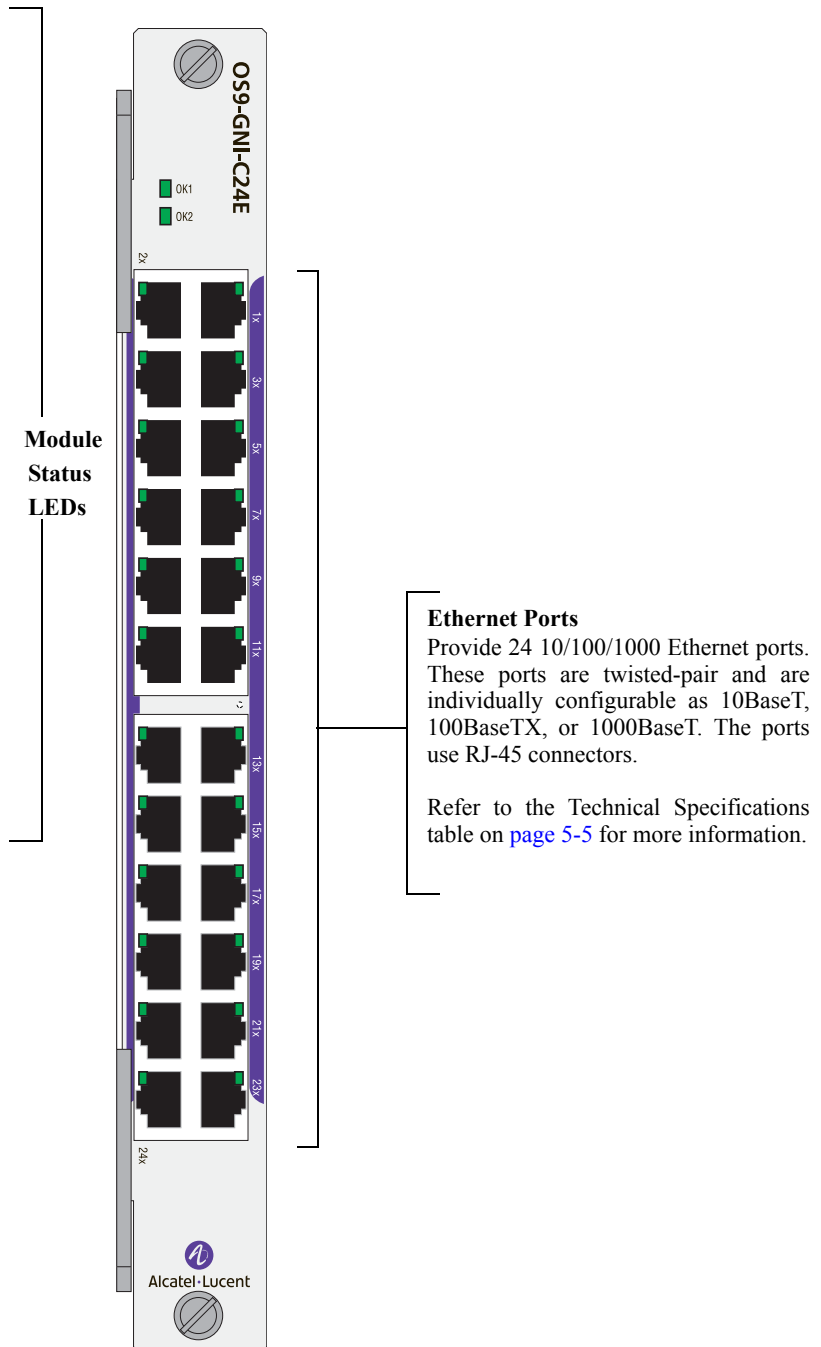 OS9-GNI-C24E
OK1
OK2
2x
1x
3x
5x
7x
9x
11x
13x
15x
17x
19x
21x
23x
24x
Alcatel·Lucent
Module
Status
LEDs
Ethernet Ports
Provide 24 10/100/1000 Ethernet ports.
These ports are twisted-pair and are
individually configurable as 10BaseT,
100BaseTX, or 1000BaseT. The ports
use RJ-45 connectors.
Refer to the Technical Specifications
table on page 5-5 for more information.